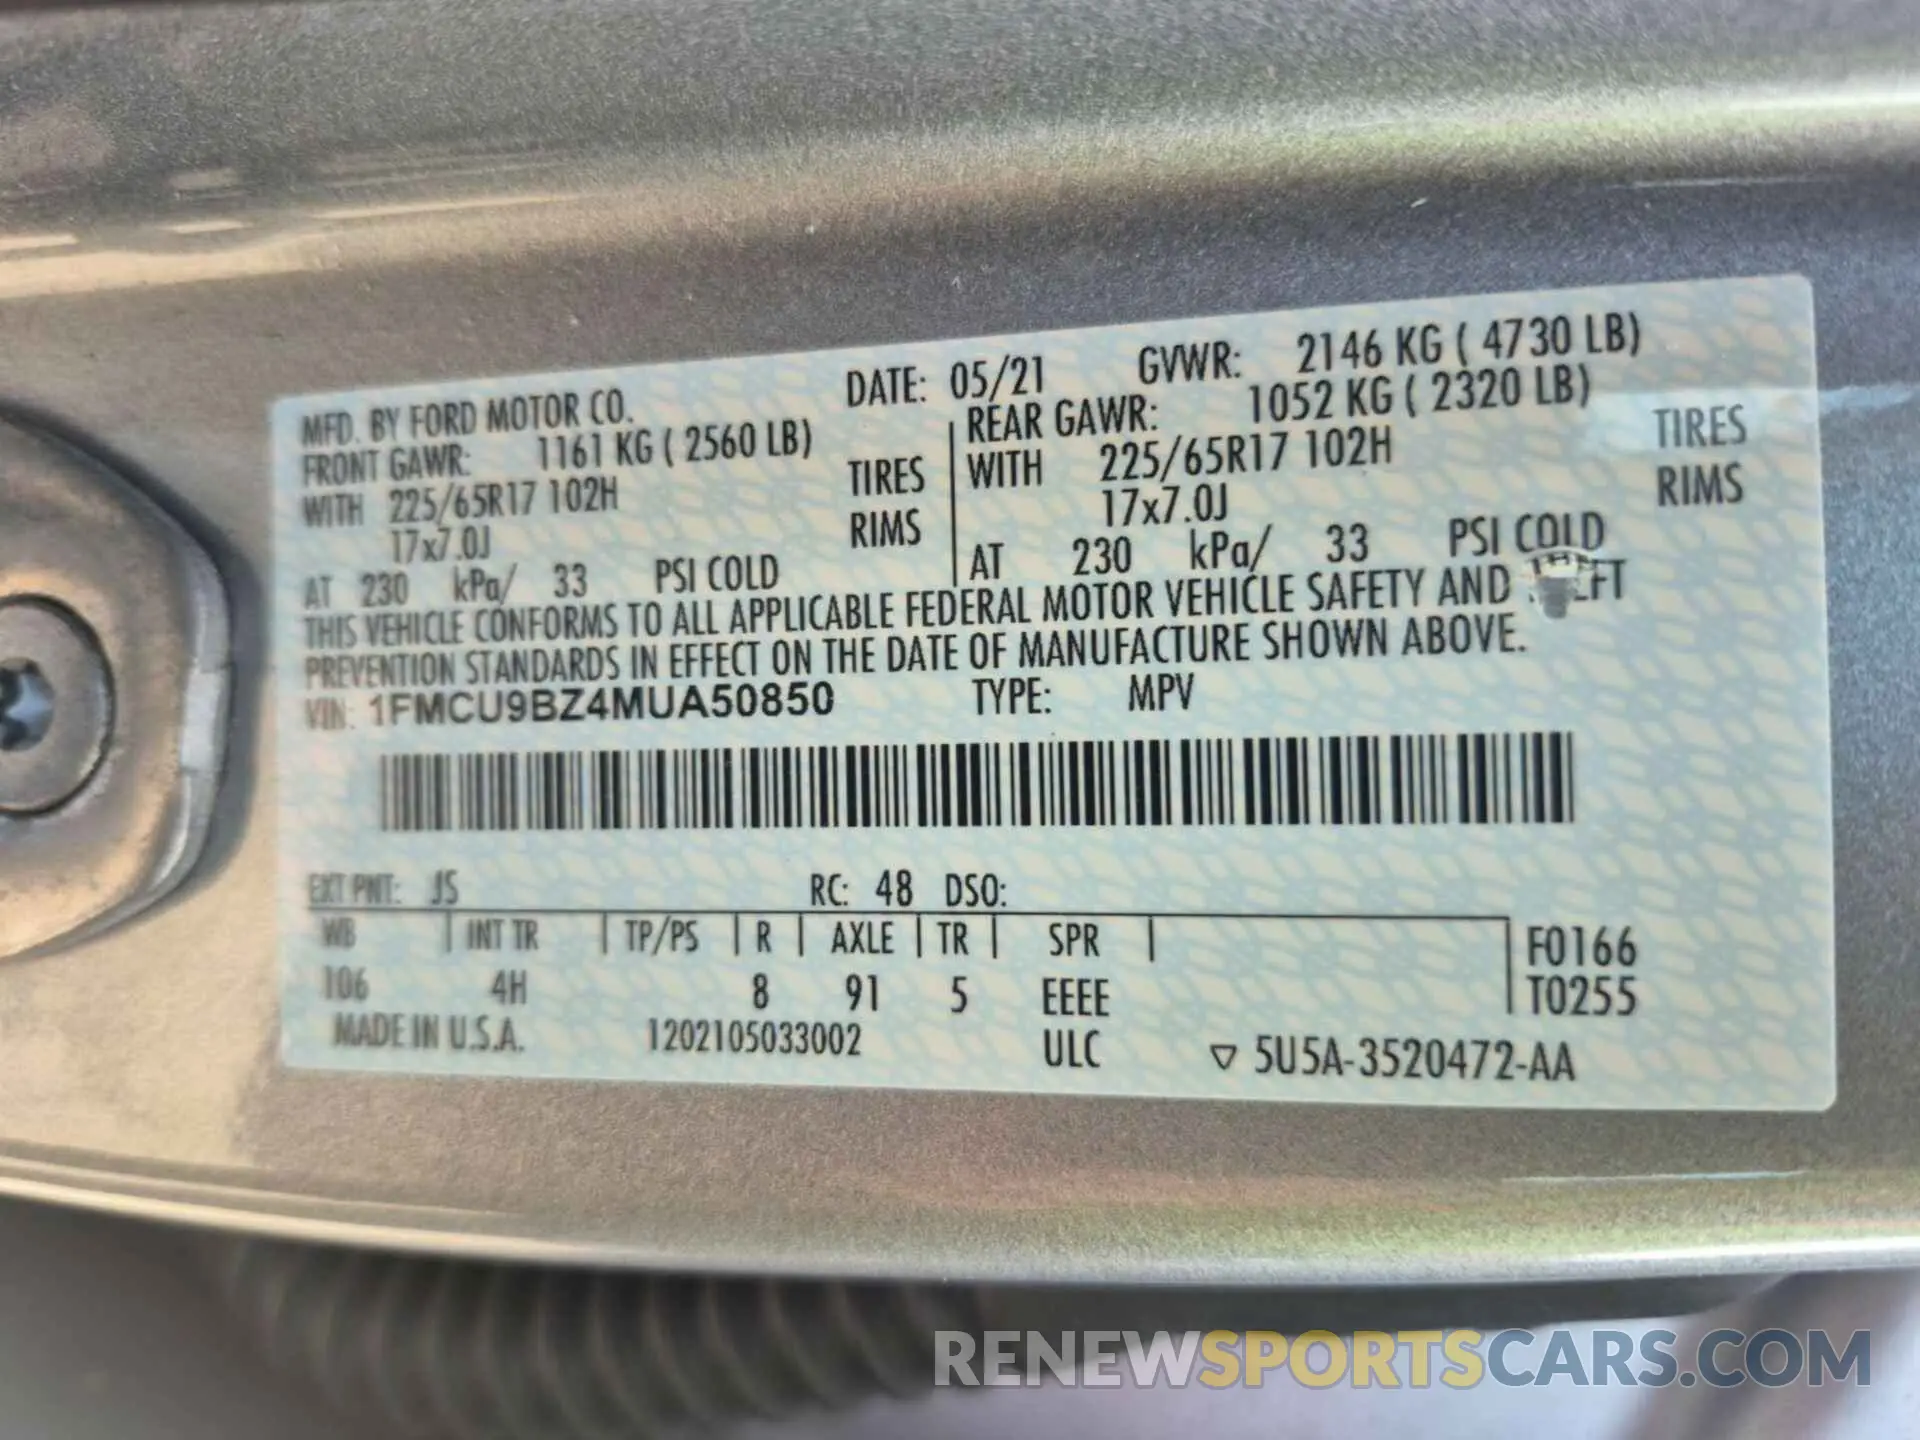 MFD. BY FORD MOTOR CO. DATE: 05/21 GVWR: 2146 KG ( 4730 LB)
FRONT GAWR: 1161 KG ( 2560 LB) REAR GAWR: 1052 KG ( 2320 LB)
WITH 225/65R17 102H TIRES WITH 225/65R17 102H TIRES
17x7.0J RIMS 17x7.0J RIMS
AT 230 kPa/ 33 PSI COLD AT 230 kPa/ 33 PSI COLD
THIS VEHICLE CONFORMS TO ALL APPLICABLE FEDERAL MOTOR VEHICLE SAFETY AND THEFT
PREVENTION STANDARDS IN EFFECT ON THE DATE OF MANUFACTURE SHOWN ABOVE.
VIN: 1FMCU9BZ4MUA50850 TYPE: MPV
EXT PNT: JS RC: 48 DSO:
WB INT TR TP/PS R AXLE TR SPR F0166
106 4H 8 91 5 EEEE T0255
MADE IN U.S.A. 1202105033002 ULC ▽ 5U5A-3520472-AA
RENEWSPORTSCARS.COM